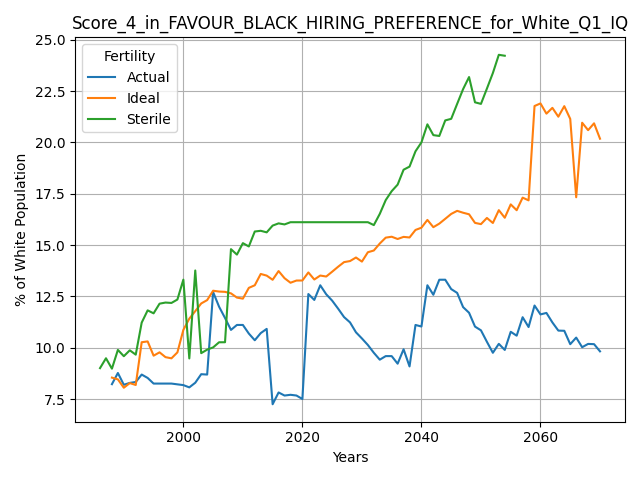 Score_4_in_FAVOUR_BLACK_HIRING_PREFERENCE_for_White_Q1_IQ
25.0
22.5
20.0
17.5
15.0
12.5
10.0
7.5
% of White Population
Fertility
Actual
Ideal
Sterile
2000
2020
2040
2060
Years